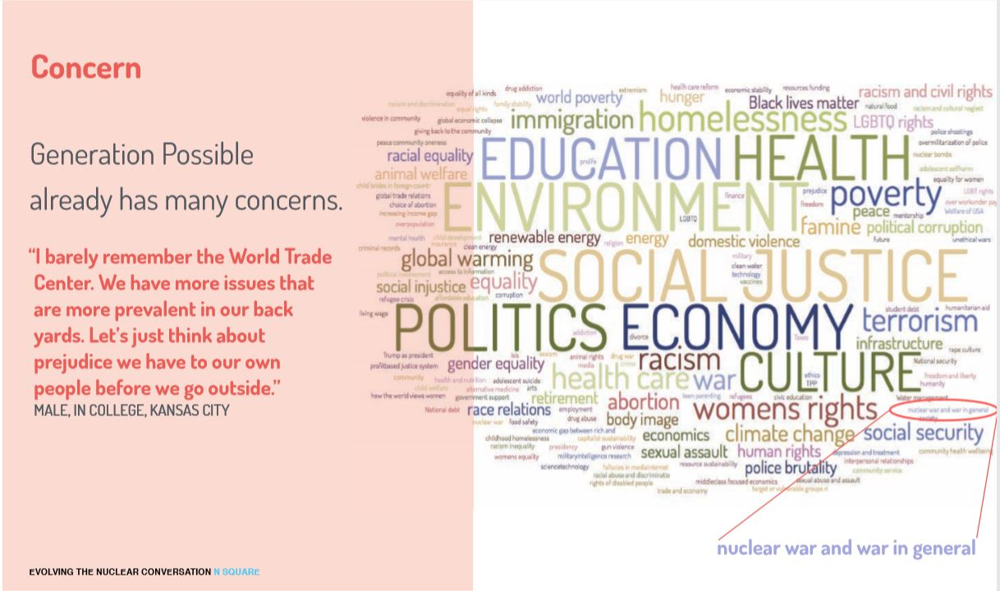 Concern
Generation Possible
already has many concerns.
“I barely remember the World Trade
Center. We have more issues that
are more prevalent in our back
yards. Let’s just think about
prejudice we have to our own
people before we go outside.”
MALE, IN COLLEGE, KANSAS CITY
EVOLVING THE NUCLEAR CONVERSATION N SQUARE
equality of all kinds
drug addiction
world poverty
extremism
health care reform
hunger
economic stability
resources funding
racism and civil rights
racism and discrimination
equal rights
family stability
Black lives matter
natural food
racism and cultural neglect
violence in community
global economic collapse
immigration
homelessness
LGBTQ rights
giving back to the community
police shootings
peace community oneness
overmilitarization of police
racial equality
EDUCATION
prolife
HEALTH
nuclear bombs
animal welfare
adolescent selfharm
equality for women
child brides in foreign countr
ENVIRONMENT
prejudice
poverty
LGBT rights
global trade relations
finance
choice of abortion
freedom
over workunder pay
increasing income gap
LGBTQ
peace
mentorship
Welfare of USA
overpopulation
famine
political corruption
mental health
child development
renewable energy
religion
energy
domestic violence
future
unethical wars
insurance
clean energy
criminal records
global warming
SOCIAL JUSTICE
military
clean water
technology
vaccines
political involvement
access to information
social injustice
equality
corruption
refugee crisis
affordable education
living wage
POLITICS
ECONOMY
student debt
humanitarian aid
terrorism
addiction
divorce
Taxes
infrastructure
rape culture
Trump as president
isis
sexism
animal rights
drug war
racism
CULTURE
National security
profitbased justice system
gender equality
media
crime
community
health and nutrition
adolescent suicide
health care
war
ethics
TPP
freedom and liberty
humanity
child welfare
alternative medicine
arts
how the world views women
government support
retirement
abortion
teen parenting
refugees
civic education
womens rights
Water management
National debt
race relations
employment
nuclear war and war in general
society
nuclear war
food safety
drug abuse
body image
economic gap between rich and
childhood homelessness
capitalist sustainability
economics
climate change
social security
racism inequality
presidency
gun violence
womens equality
militaryintelligence research
sexual assault
human rights
depression and treatment
community health wellbeing
sciencetechnology
fallacies in mediainternet
resource sustainability
police brutality
interpersonal relationships
community service
racial abuse and discriminatio
rights of disabled people
middleclass focused economics
sexual abuse and assault
trade and economy
target or vulnerable groups ri
nuclear war and war in general